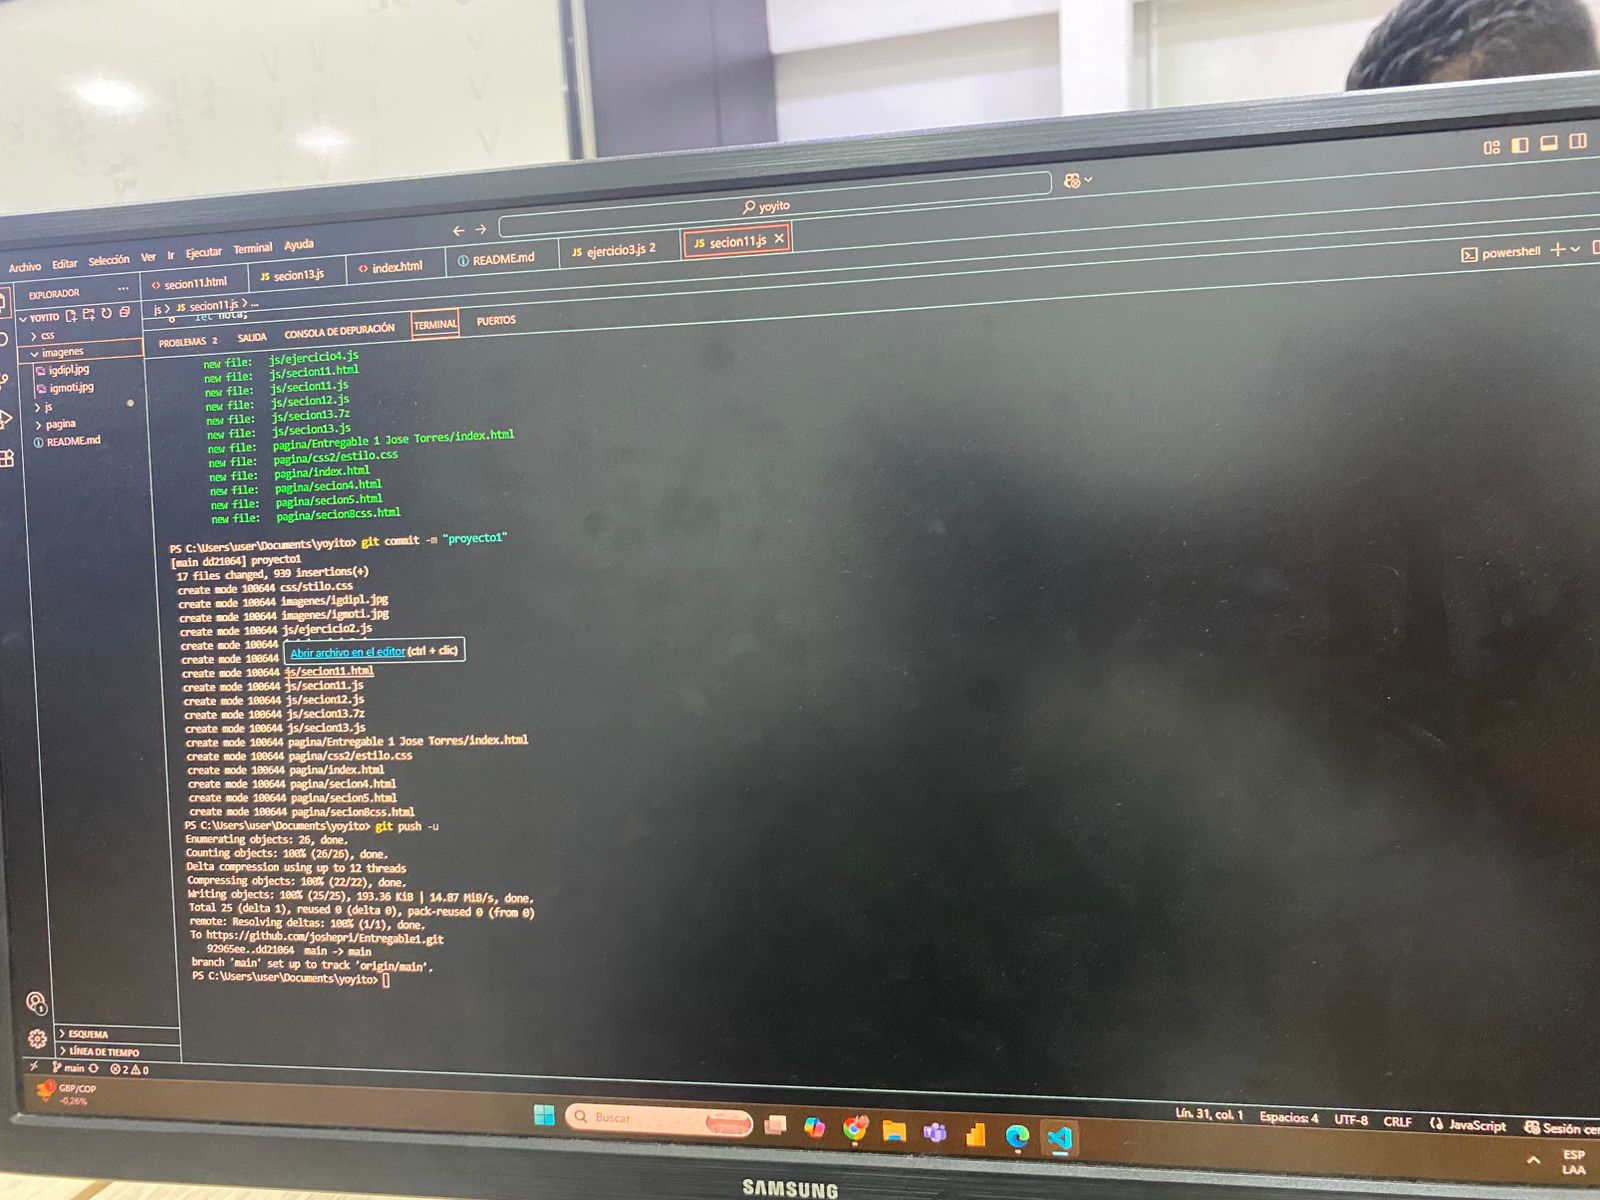 yoyito
Archivo Editar Selección Ver Ir Ejecutar Terminal Ayuda
secion11.html
JS secion13.js
index.html
README.md
JS ejercicio3.js 2
JS secion11.js
powershell
EXPLORADOR
YOYITO
css
imagenes
igdipl.jpg
igmoti.jpg
js
pagina
README.md
js > JS secion11.js > ...
let nota;
PROBLEMAS 2 SALIDA CONSOLA DE DEPURACIÓN TERMINAL PUERTOS
new file: js/ejercicio4.js
new file: js/secion11.html
new file: js/secion11.js
new file: js/secion12.js
new file: js/secion13.7z
new file: js/secion13.js
new file: pagina/Entregable 1 Jose Torres/index.html
new file: pagina/css2/estilo.css
new file: pagina/index.html
new file: pagina/secion4.html
new file: pagina/secion5.html
new file: pagina/secion8css.html
PS C:\Users\user\Documents\yoyito> git commit -m "proyecto1"
[main dd21064] proyecto1
17 files changed, 939 insertions(+)
create mode 100644 css/stilo.css
create mode 100644 imagenes/igdipl.jpg
create mode 100644 imagenes/igmoti.jpg
create mode 100644 js/ejercicio2.js
create mode 100644
create mode 100644
Abrir archivo en el editor (ctrl + clic)
create mode 100644 js/secion11.html
create mode 100644 js/secion11.js
create mode 100644 js/secion12.js
create mode 100644 js/secion13.7z
create mode 100644 js/secion13.js
create mode 100644 pagina/Entregable 1 Jose Torres/index.html
create mode 100644 pagina/css2/estilo.css
create mode 100644 pagina/index.html
create mode 100644 pagina/secion4.html
create mode 100644 pagina/secion5.html
create mode 100644 pagina/secion8css.html
PS C:\Users\user\Documents\yoyito> git push -u
Enumerating objects: 26, done.
Counting objects: 100% (26/26), done.
Delta compression using up to 12 threads
Compressing objects: 100% (22/22), done.
Writing objects: 100% (25/25), 193.36 KiB | 14.87 MiB/s, done.
Total 25 (delta 1), reused 0 (delta 0), pack-reused 0 (from 0)
remote: Resolving deltas: 100% (1/1), done.
To https://github.com/joshepri/Entregable1.git
92965ee..dd21064 main -> main
branch 'main' set up to track 'origin/main'.
PS C:\Users\user\Documents\yoyito>
ESQUEMA
LÍNEA DE TIEMPO
main
2 0
Lín. 31, col. 1 Espacios: 4 UTF-8 CRLF JavaScript Sesión
GBP/COP
-0,26%
Buscar
ESP
LAA
SAMSUNG